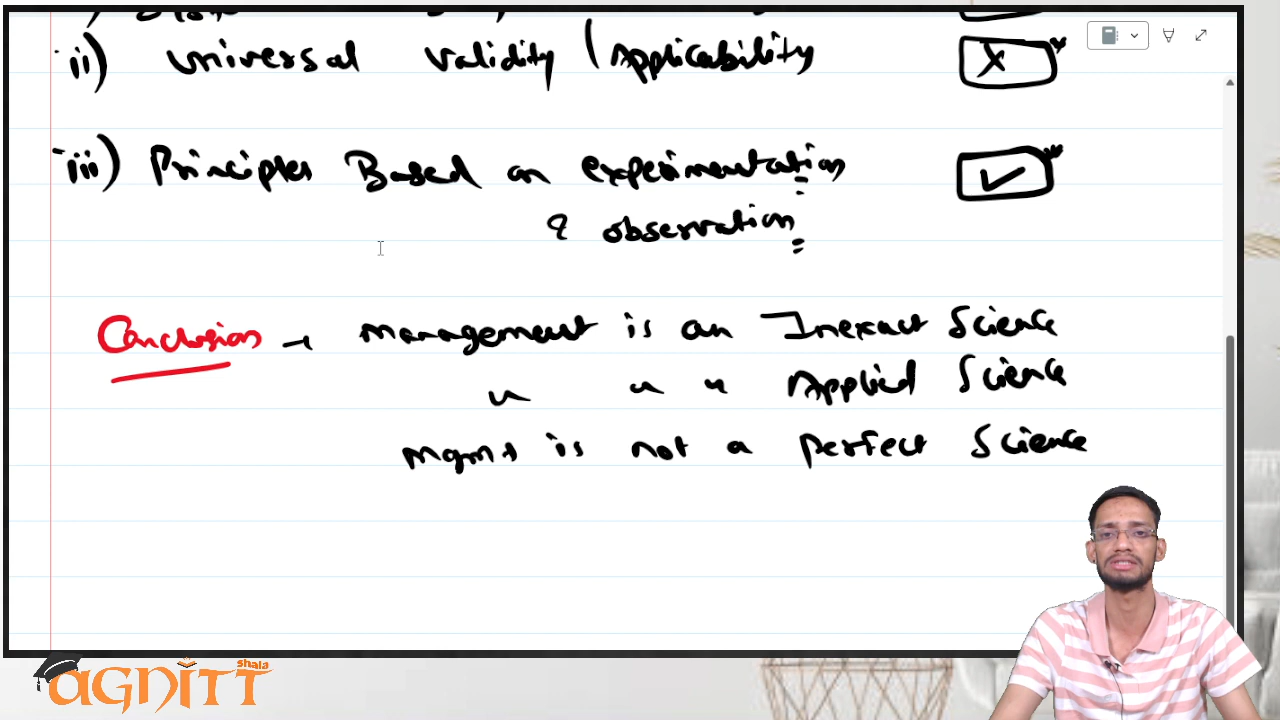 ii) universal validity (Applicability X
iii) Principles Based on experimentation ✓
& observation
Conclusion → management is an Inexact Science
" " " Applied Science
mgmt is not a perfect Science
agnitt shala